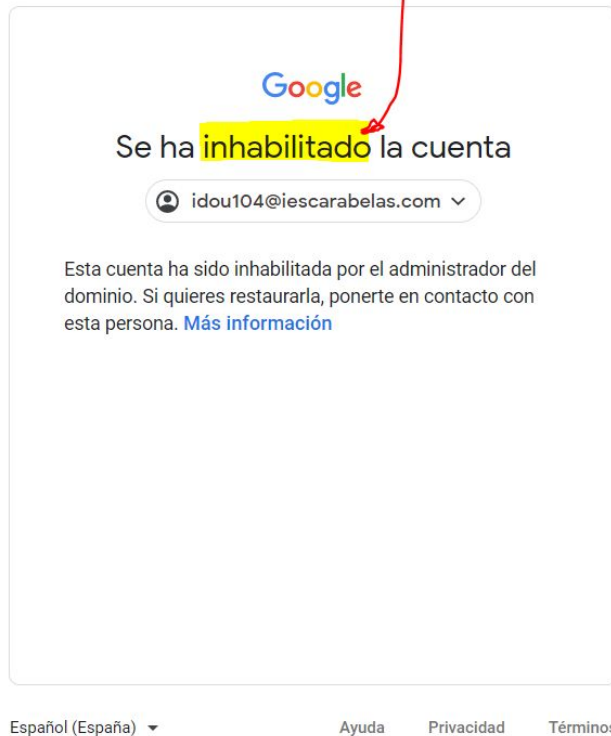 Google
Se ha inhabilitado la cuenta
idou104@iescarabelas.com
Esta cuenta ha sido inhabilitada por el administrador del
dominio. Si quieres restaurarla, ponerte en contacto con
esta persona. Más información
Español (España)
Ayuda Privacidad Términos